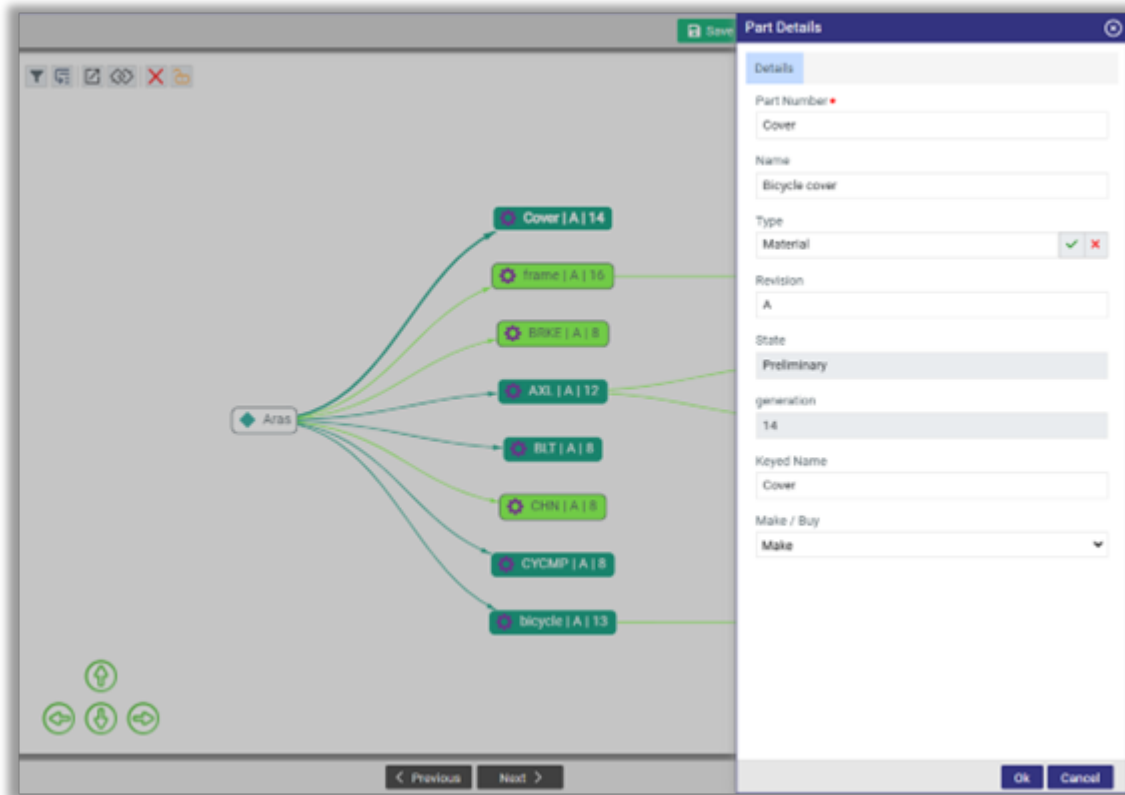 Save
Part Details
Details
Part Number
Cover
Name
Bicycle cover
Type
Material
Revision
A
State
Preliminary
generation
14
Keyed Name
Cover
Make / Buy
Make
Cover | A | 14
frame | A | 16
BRKE | A | 8
AXL | A | 12
Aras
BLT | A | 8
CHN | A | 8
CYCMP | A | 8
bicycle | A | 13
Previous
Next
Ok
Cancel